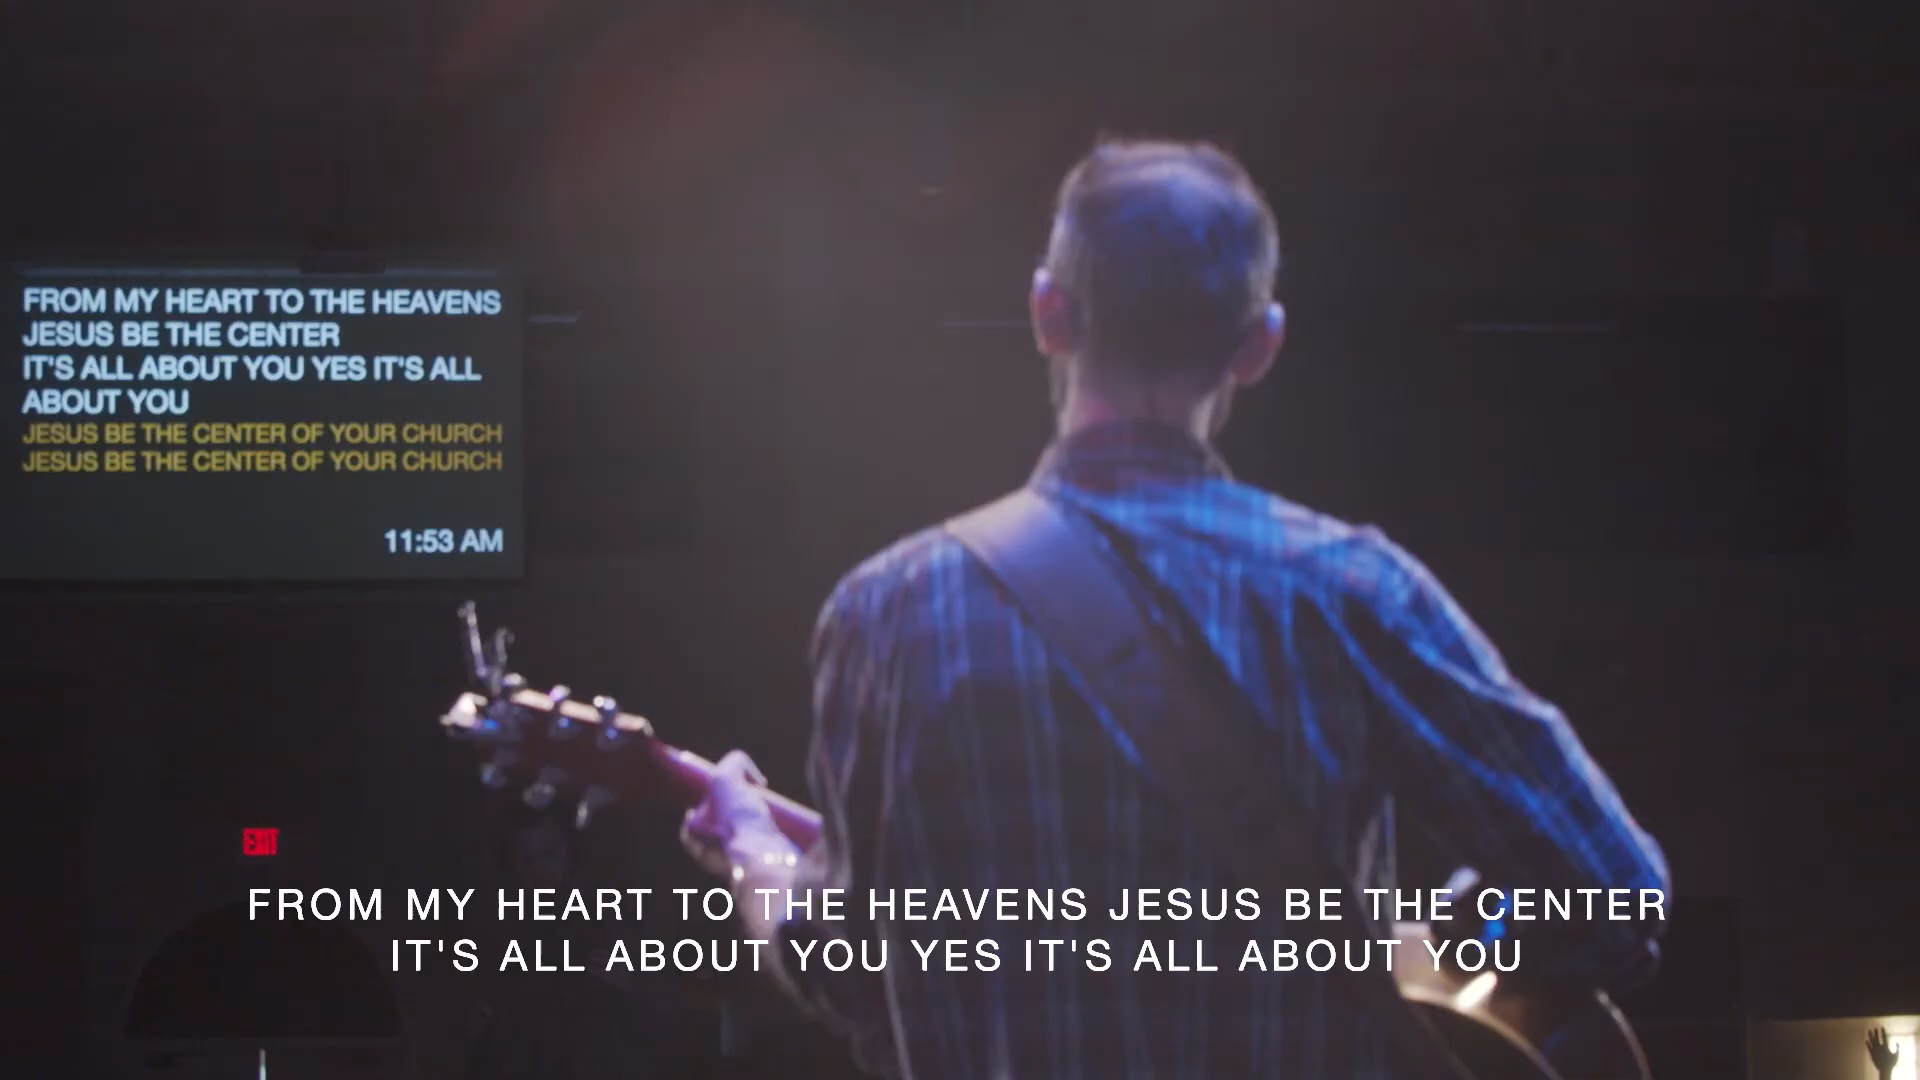 FROM MY HEART TO THE HEAVENS
JESUS BE THE CENTER
IT'S ALL ABOUT YOU YES IT'S ALL
ABOUT YOU
JESUS BE THE CENTER OF YOUR CHURCH
JESUS BE THE CENTER OF YOUR CHURCH
11:53 AM
EXIT
FROM MY HEART TO THE HEAVENS JESUS BE THE CENTER
IT'S ALL ABOUT YOU YES IT'S ALL ABOUT YOU